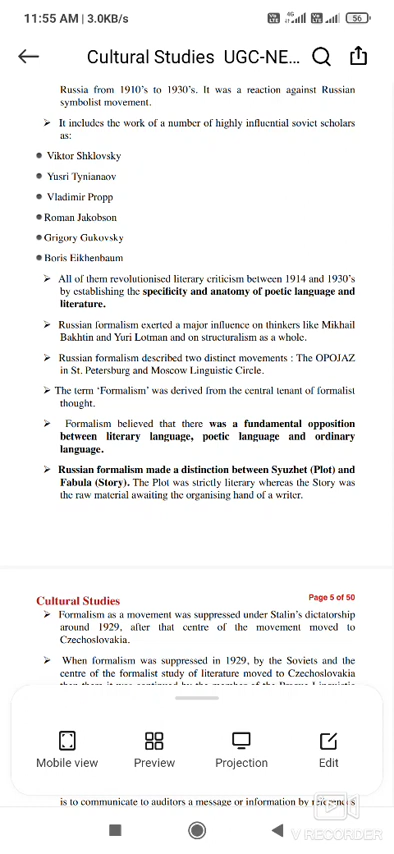 11:55 AM | 3.0KB/s
56
Cultural Studies UGC-NE...
Russia from 1910's to 1930's. It was a reaction against Russian
symbolist movement.
➤ It includes the work of a number of highly influential soviet scholars
as:
● Viktor Shklovsky
● Yusri Tynianaov
● Vladimir Propp
● Roman Jakobson
● Grigory Gukovsky
● Boris Eikhenbaum
➤ All of them revolutionised literary criticism between 1914 and 1930's
by establishing the specificity and anatomy of poetic language and
literature.
➤ Russian formalism exerted a major influence on thinkers like Mikhail
Bakhtin and Yuri Lotman and on structuralism as a whole.
➤ Russian formalism described two distinct movements : The OPOJAZ
in St. Petersburg and Moscow Linguistic Circle.
➤ The term 'Formalism' was derived from the central tenant of formalist
thought.
➤ Formalism believed that there was a fundamental opposition
between literary language, poetic language and ordinary
language.
➤ Russian formalism made a distinction between Syuzhet (Plot) and
Fabula (Story). The Plot was strictly literary whereas the Story was
the raw material awaiting the organising hand of a writer.
Cultural Studies Page 5 of 50
➤ Formalism as a movement was suppressed under Stalin's dictatorship
around 1929, after that centre of the movement moved to
Czechoslovakia.
➤ When formalism was suppressed in 1929, by the Soviets and the
centre of the formalist study of literature moved to Czechoslovakia
Mobile view Preview Projection Edit
is to communicate to auditors a message or information by
V RECORDER